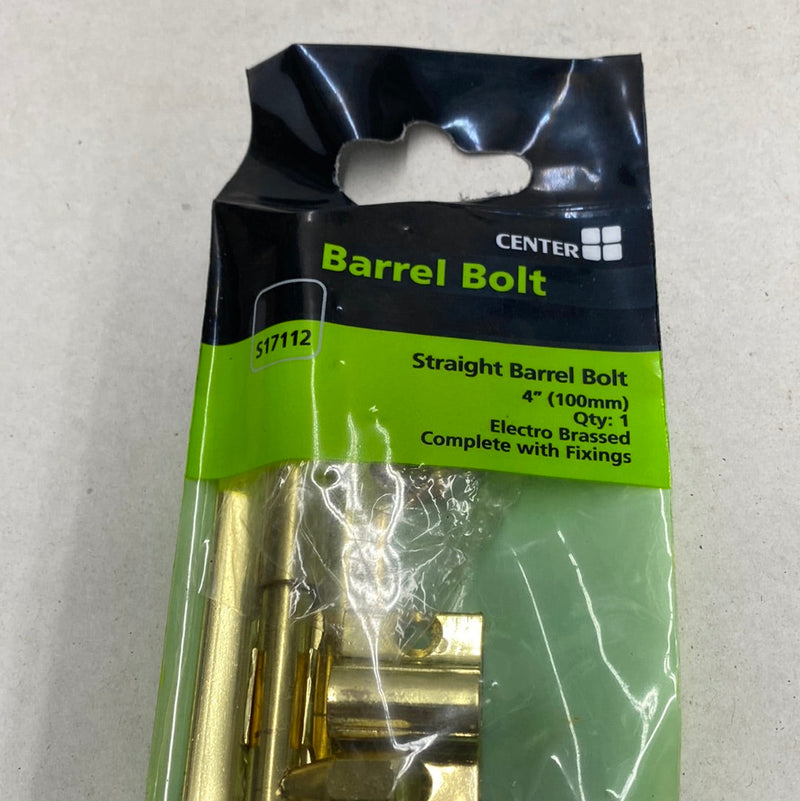 CENTER
Barrel Bolt
S17112
Straight Barrel Bolt
4” (100mm)
Qty: 1
Electro Brassed
Complete with Fixings